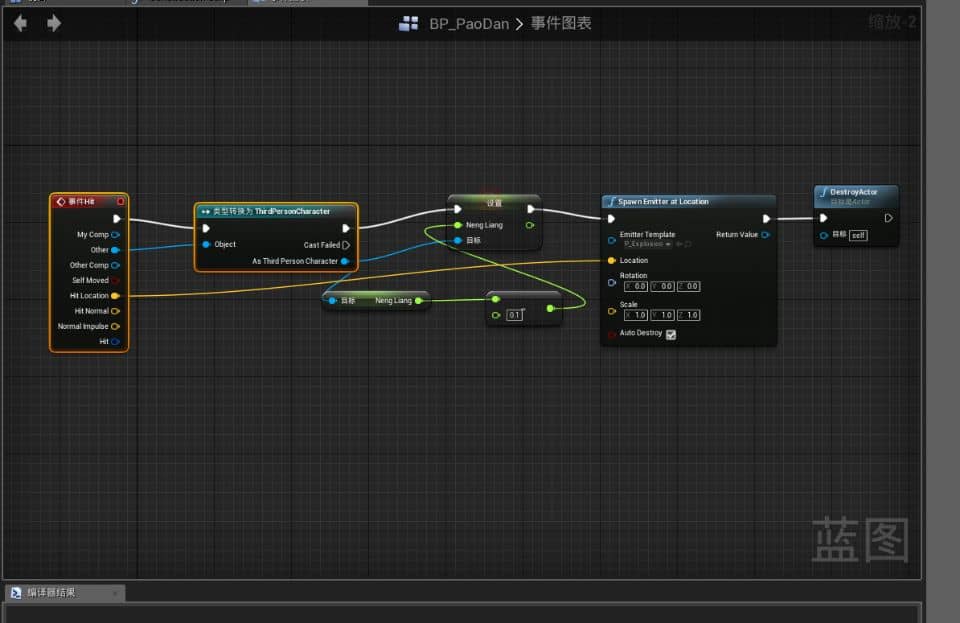 BP_PaoDan > 事件图表
缩放-2
事件Hit
My Comp
Other
Other Comp
Self Moved
Hit Location
Hit Normal
Normal Impulse
Hit
类型转换为 ThirdPersonCharacter
Object
Cast Failed
As Third Person Character
设置
Neng Liang
目标
目标 Neng Liang
0.1
Spawn Emitter at Location
Emitter Template
P_Explosion
Return Value
Location
Rotation
X 0.0 Y 0.0 Z 0.0
Scale
X 1.0 Y 1.0 Z 1.0
Auto Destroy
DestroyActor
目标是Actor
目标 self
蓝图
编译器结果